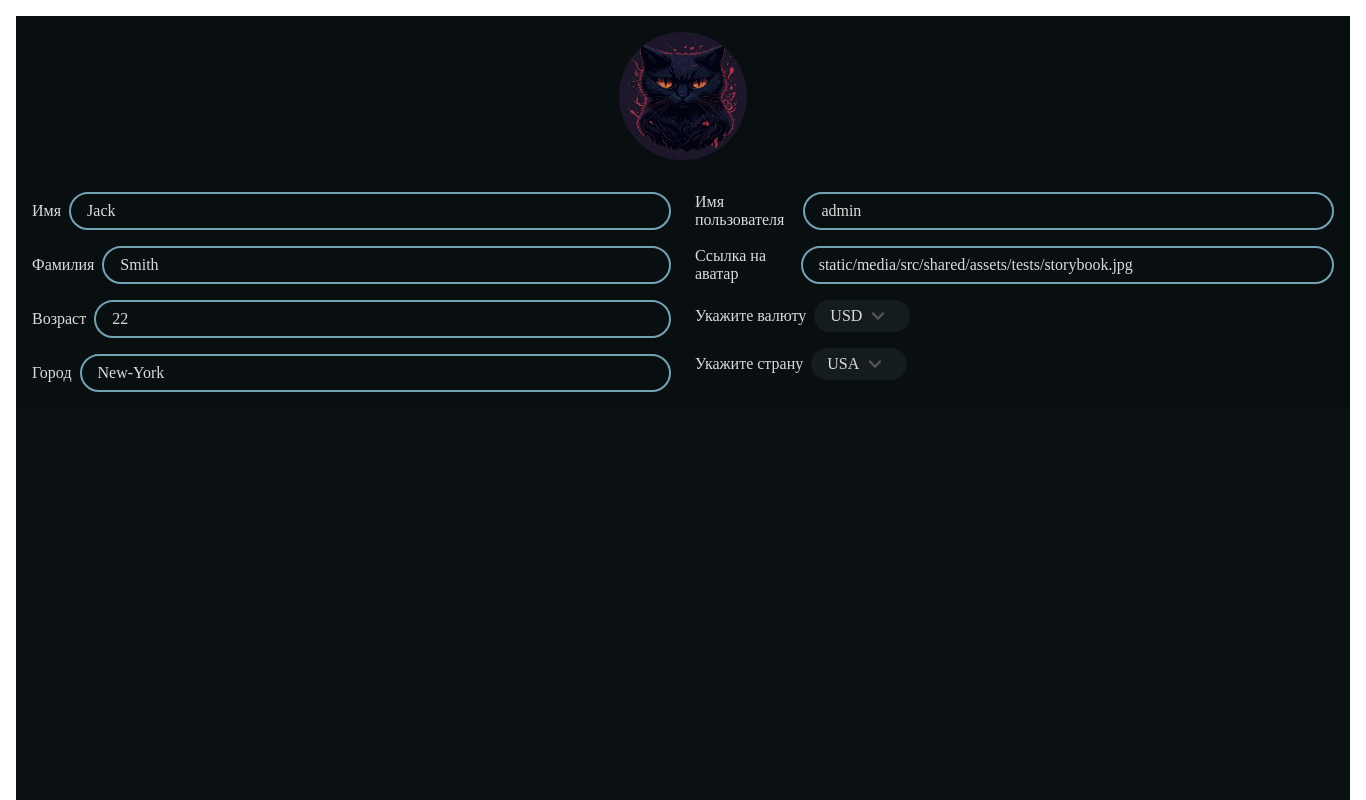 Имя
Jack
Фамилия
Smith
Возраст
22
Город
New-York
Имя
пользователя
admin
Ссылка на
аватар
static/media/src/shared/assets/tests/storybook.jpg
Укажите валюту
USD
Укажите страну
USA